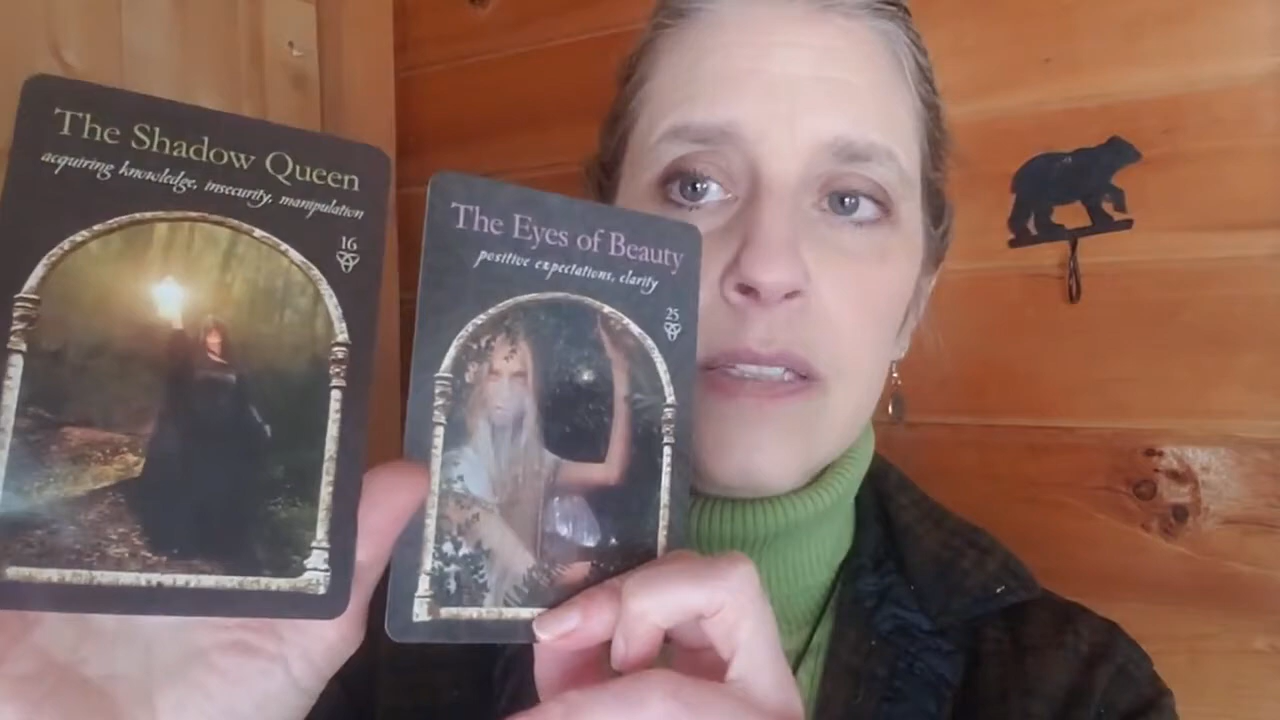 The Shadow Queen
acquiring knowledge, insecurity, manipulation
16
The Eyes of Beauty
positive expectations, clarity
25